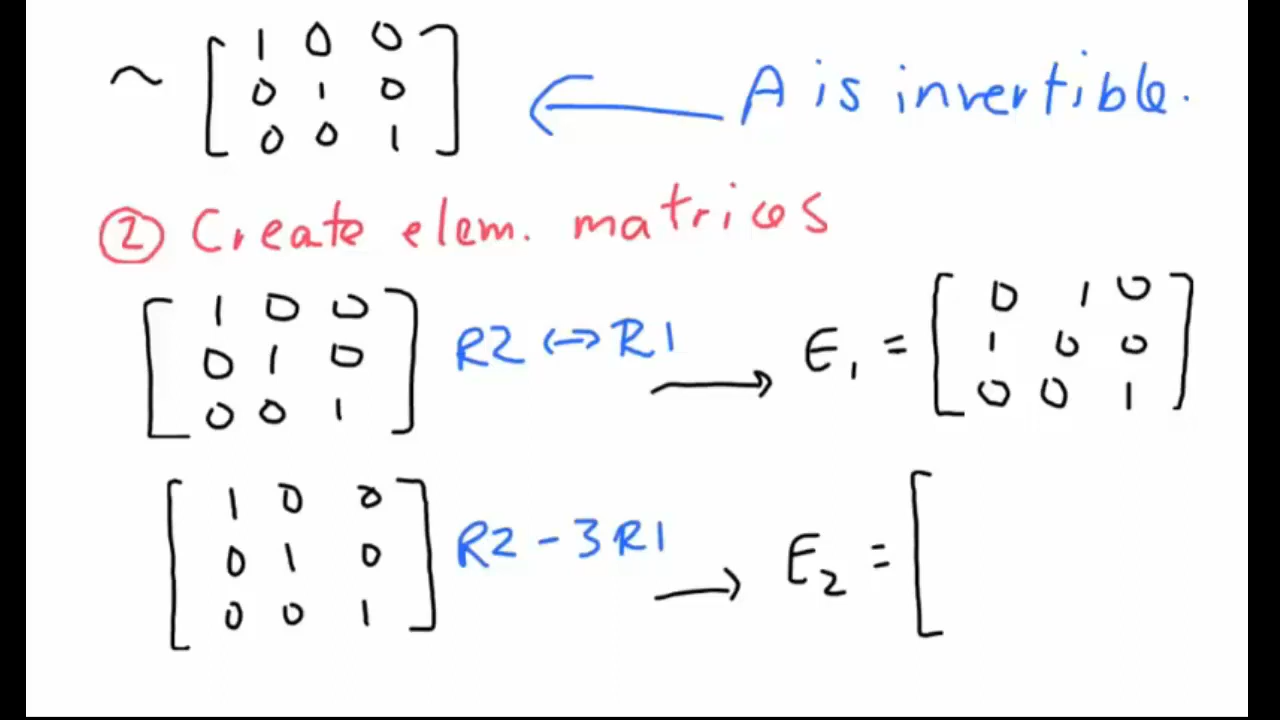 ~ [ 1 0 0
0 1 0
0 0 1 ] ← A is invertible.
② Create elem. matrices
[ 1 0 0
0 1 0
0 0 1 ] R2 ↔ R1 → E₁ = [ 0 1 0
1 0 0
0 0 1 ]
[ 1 0 0
0 1 0
0 0 1 ] R2 - 3R1 → E₂ = [